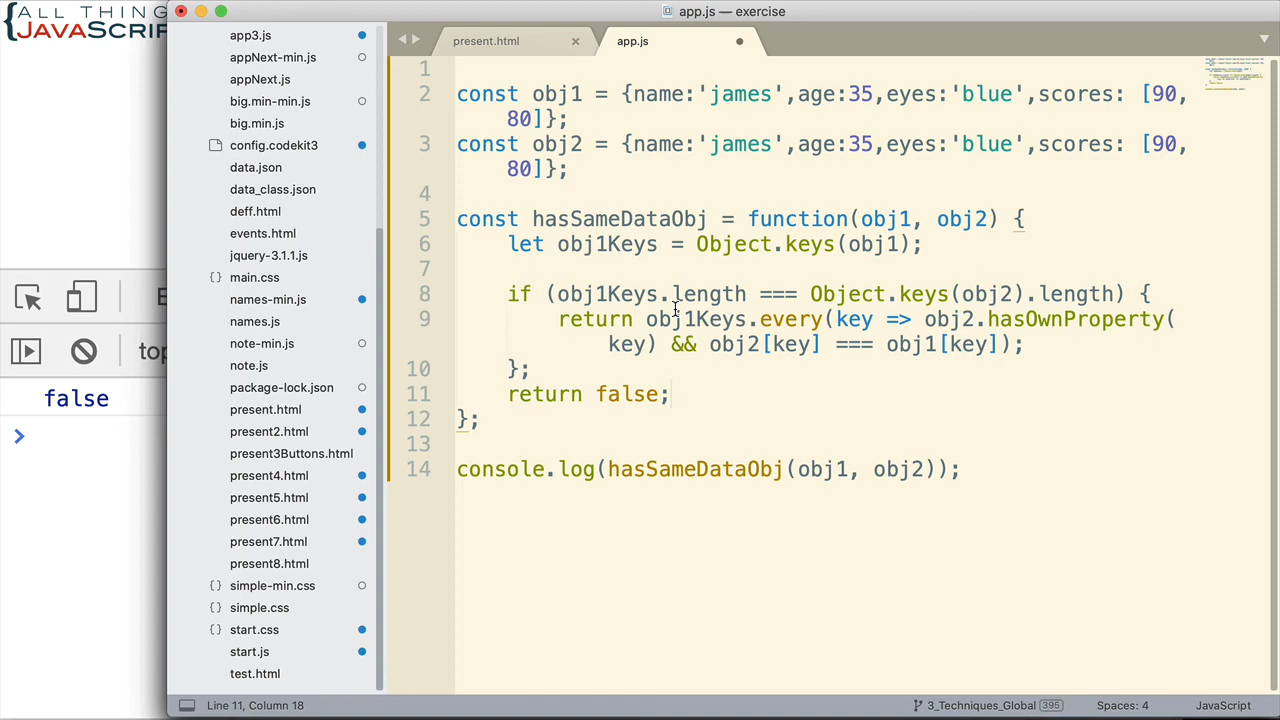 ALL THING
JAVASCRIP
app.js — exercise
present.html
app.js
app3.js
appNext-min.js
appNext.js
big.min-min.js
big.min.js
config.codekit3
data.json
data_class.json
deff.html
events.html
jquery-3.1.1.js
main.css
names-min.js
names.js
note-min.js
note.js
package-lock.json
present.html
present2.html
present3Buttons.html
present4.html
present5.html
present6.html
present7.html
present8.html
simple-min.css
simple.css
start.css
start.js
test.html
E
top
false
1
2 const obj1 = {name:'james',age:35,eyes:'blue',scores: [90,
80]};
3 const obj2 = {name:'james',age:35,eyes:'blue',scores: [90,
80]};
4
5 const hasSameDataObj = function(obj1, obj2) {
6 let obj1Keys = Object.keys(obj1);
7
8 if (obj1Keys.length === Object.keys(obj2).length) {
9 return obj1Keys.every(key => obj2.hasOwnProperty(
key) && obj2[key] === obj1[key]);
10 };
11 return false;
12 };
13
14 console.log(hasSameDataObj(obj1, obj2));
Line 11, Column 18
3_Techniques_Global 395
Spaces: 4
JavaScript